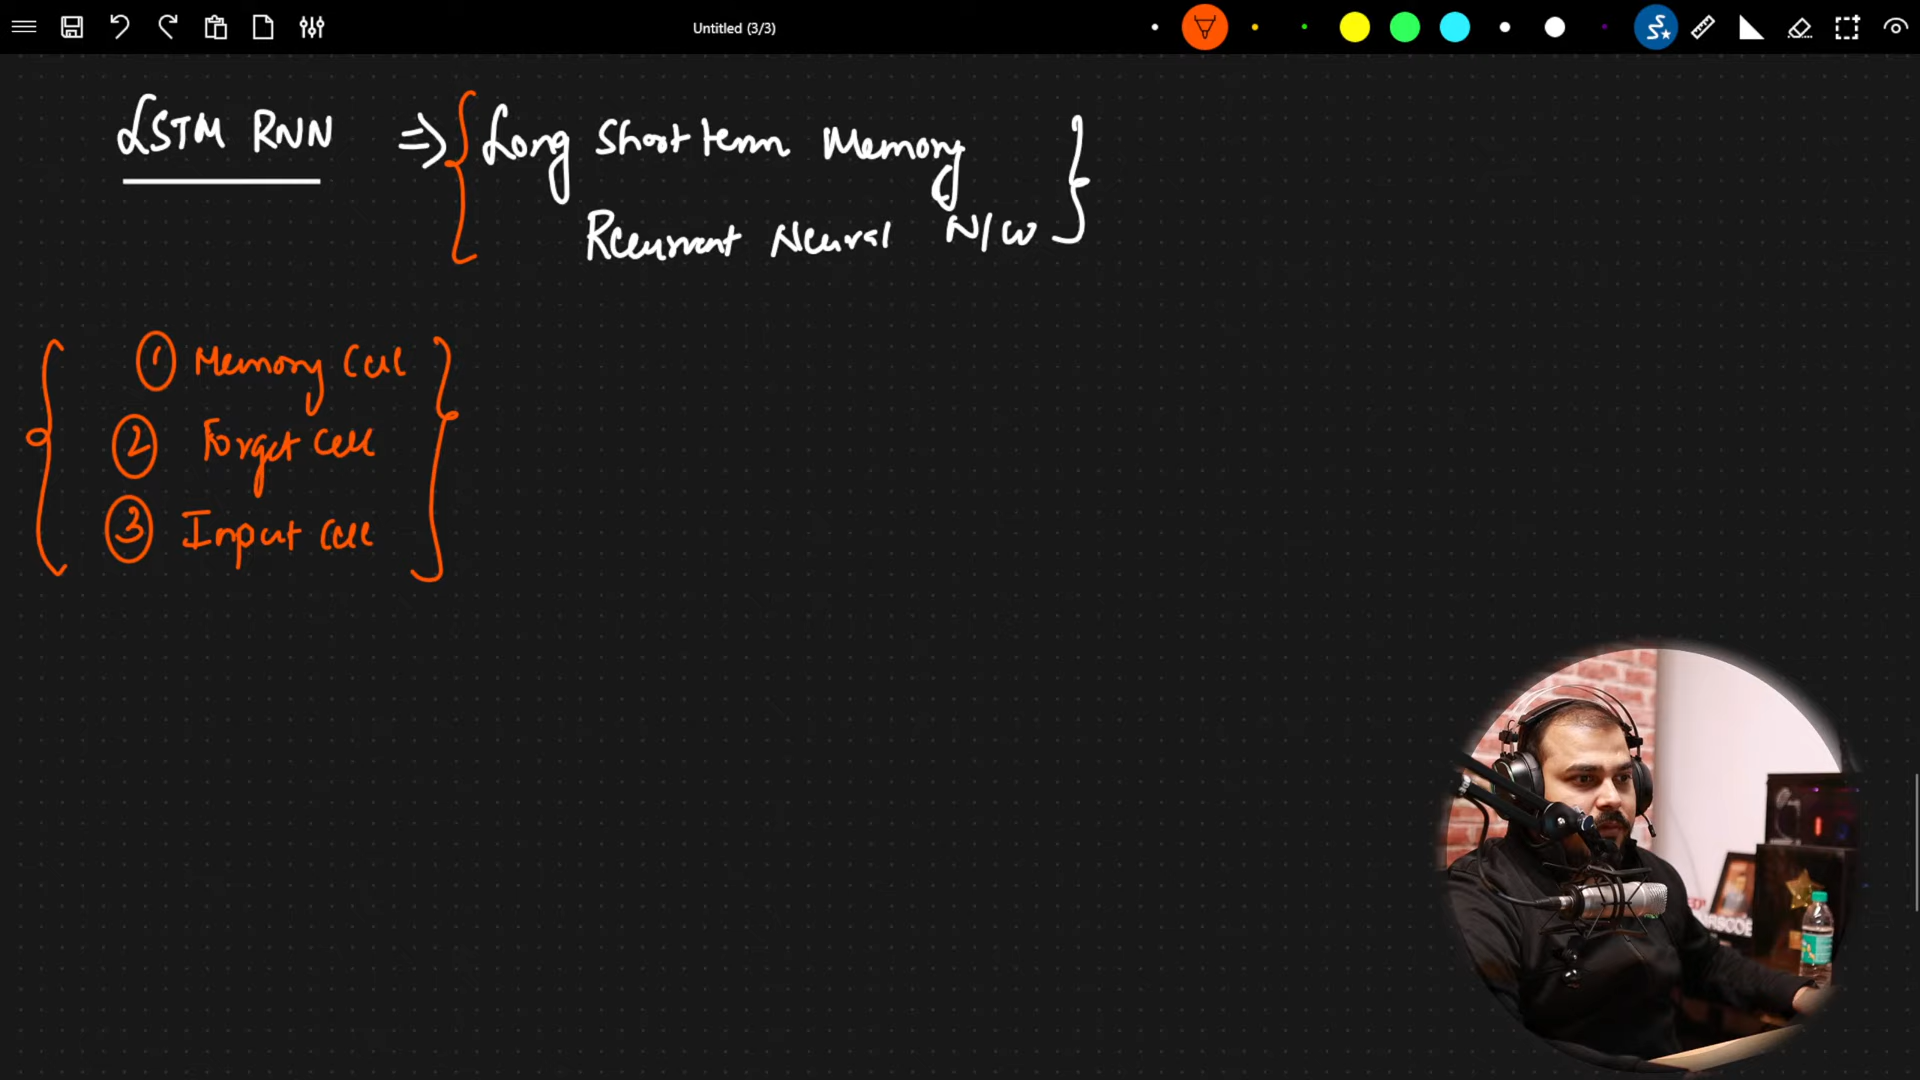 Untitled (3/3)
LSTM RNN => { Long Short term Memory
Recurrent Neural N/w }
① Memory Cell
② Forget Cell
③ Input Cell